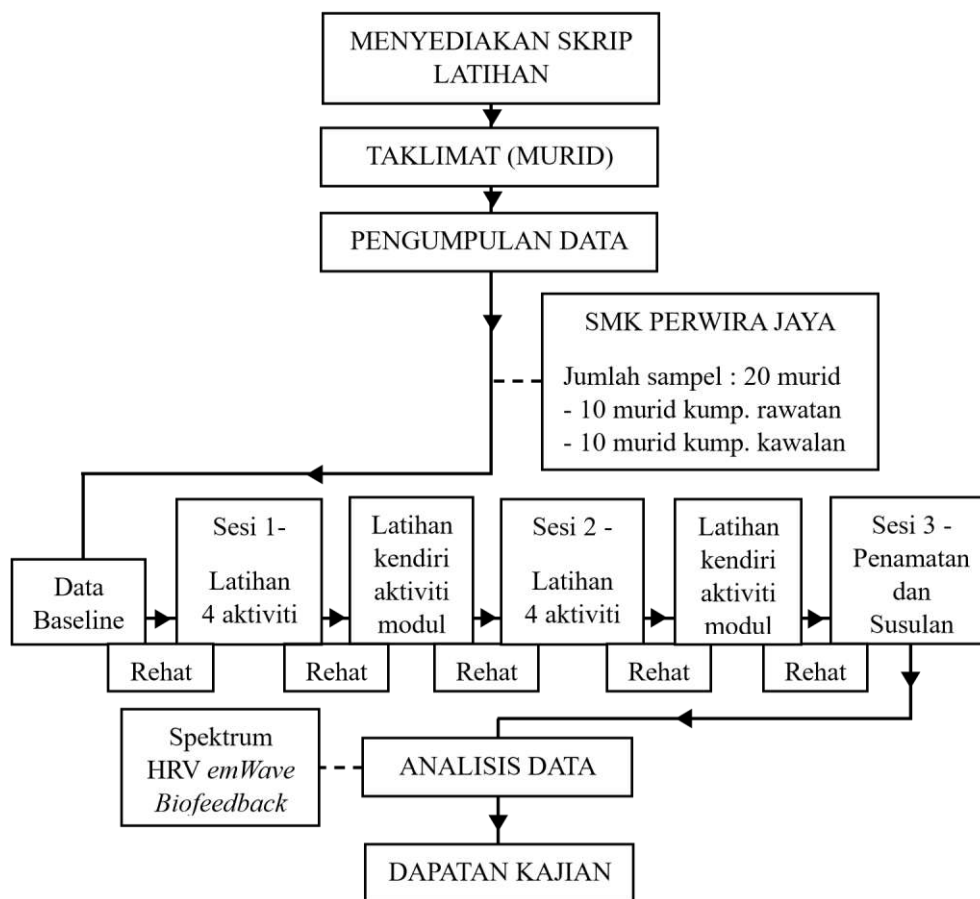 MENYEDIAKAN SKRIP
LATIHAN
TAKLIMAT (MURID)
PENGUMPULAN DATA
SMK PERWIRA JAYA
Jumlah sampel : 20 murid
- 10 murid kump. rawatan
- 10 murid kump. kawalan
Data
Baseline
Rehat
Sesi 1-
Latihan
4 aktiviti
Rehat
Latihan
kendiri
aktiviti
modul
Rehat
Sesi 2 -
Latihan
4 aktiviti
Rehat
Latihan
kendiri
aktiviti
modul
Rehat
Sesi 3 -
Penamatan
dan
Susulan
Spektrum
HRV emWave
Biofeedback
ANALISIS DATA
DAPATAN KAJIAN